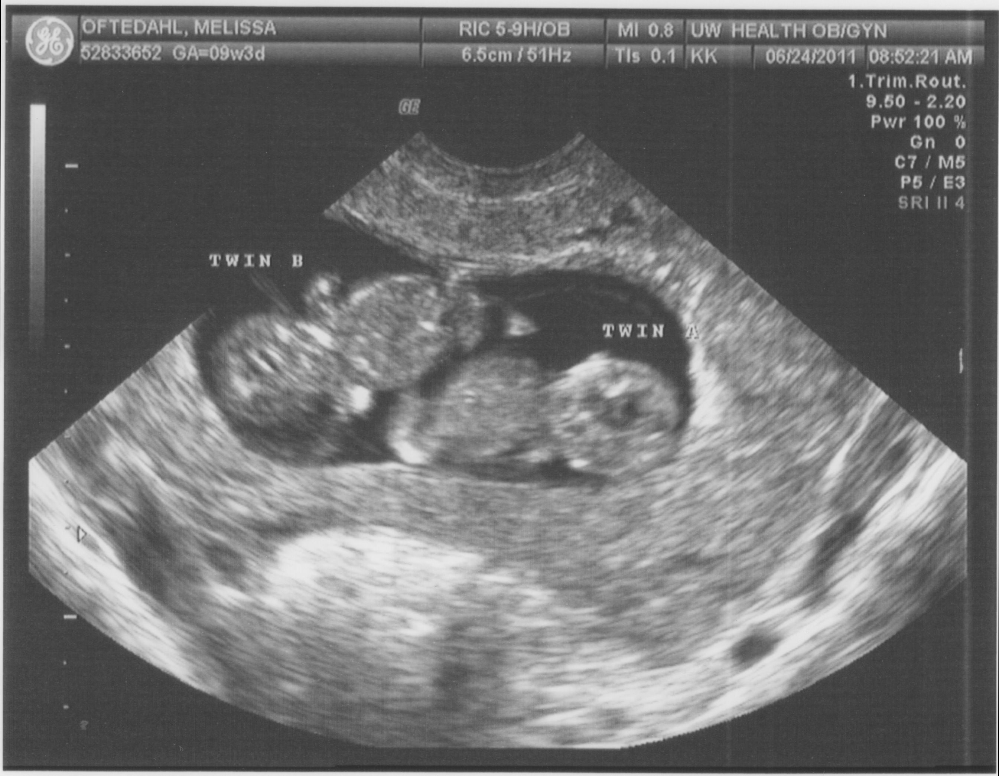 OFTEDAHL, MELISSA
RIC 5-9H/OB
MI 0.8
UW HEALTH OB/GYN
52833652 GA=09w3d
6.5cm / 51Hz
TIs 0.1
KK
06/24/2011
08:52:21 AM
1.Trim.Rout.
9.50 - 2.20
Pwr 100 %
Gn 0
C7 / M5
P5 / E3
SRI II 4
GE
GE
TWIN B
TWIN A